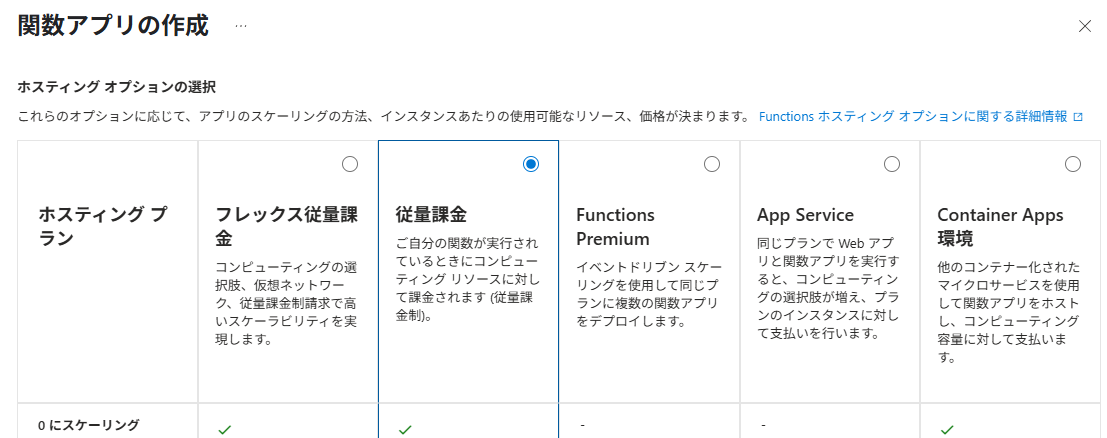 関数アプリの作成 …
ホスティング オプションの選択
これらのオプションに応じて、アプリのスケーリングの方法、インスタンスあたりの使用可能なリソース、価格が決まります。 Functions ホスティング オプションに関する詳細情報
ホスティング プ
ランン
フレックス従量課
金
コンピューティングの選
択肢、仮想ネットワー
ク、従量課金制請求で高
いスケーラビリティを実
現します。
従量課金
ご自分の関数が実行され
ているときにコンピュー
ティング リソースに対し
て課金されます (従量課
金制)。
Functions
Premium
イベントドリブン スケー
リングを使用して同じプ
ランに複数の関数アプリ
をデプロイします。
App Service
同じプランで Web アプ
リと関数アプリを実行す
ると、コンピューティング
の選択肢が増え、プラ
ンのインスタンスに対し
て支払いを行います。
Container Apps
環境
他のコンテナー化された
マイクロサービスを使用
して関数アプリをホスト
し、コンピューティング
容量に対して支払いま
す。
0 にスケーリング
- -